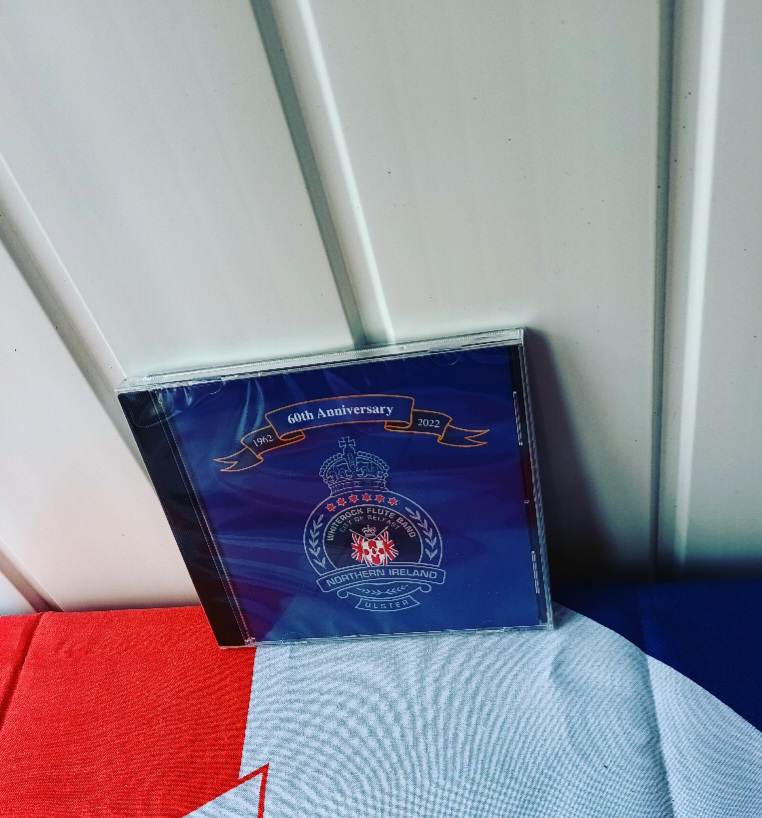 60th Anniversary
1962
2022
WHITEROCK FLUTE BAND
CITY OF BELFAST
NORTHERN IRELAND
ULSTER